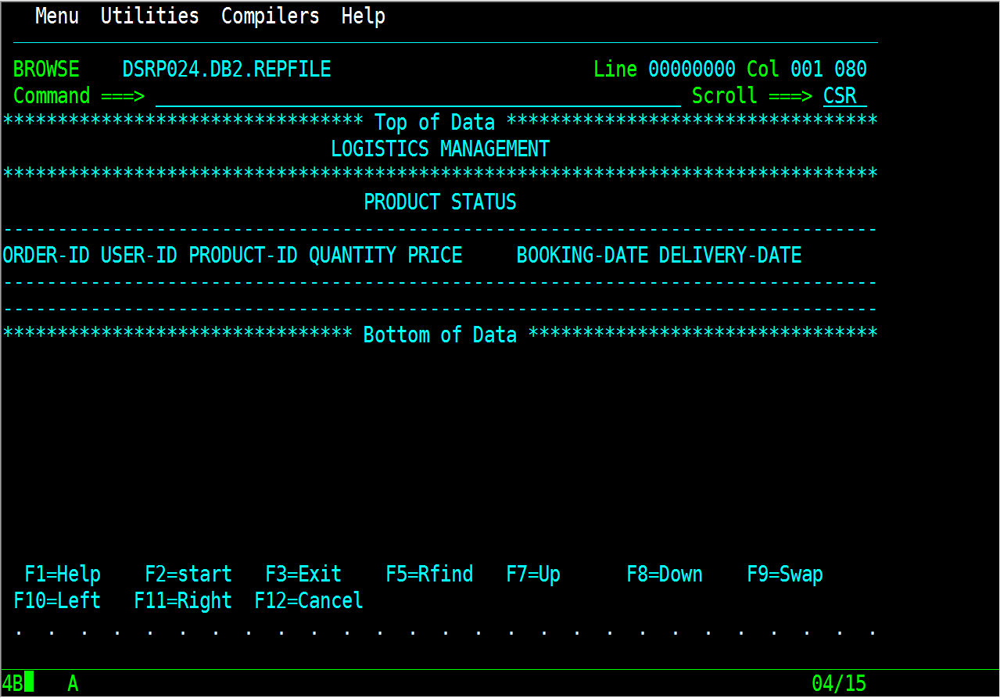 Menu  Utilities  Compilers  Help
BROWSE    DSRP024.DB2.REPFILE                        Line 00000000 Col 001 080
Command ===>                                                  Scroll ===> CSR
********************************* Top of Data **********************************
LOGISTICS MANAGEMENT
********************************************************************************
PRODUCT STATUS
--------------------------------------------------------------------------------
ORDER-ID USER-ID PRODUCT-ID QUANTITY PRICE     BOOKING-DATE DELIVERY-DATE
--------------------------------------------------------------------------------
--------------------------------------------------------------------------------
******************************** Bottom of Data ********************************
F1=Help    F2=start   F3=Exit    F5=Rfind   F7=Up      F8=Down    F9=Swap
F10=Left   F11=Right  F12=Cancel
.  .  .  .  .  .  .  .  .  .  .  .  .  .  .  .  .  .  .  .  .  .  .  .  .  .  .
4B    A                                                                   04/15